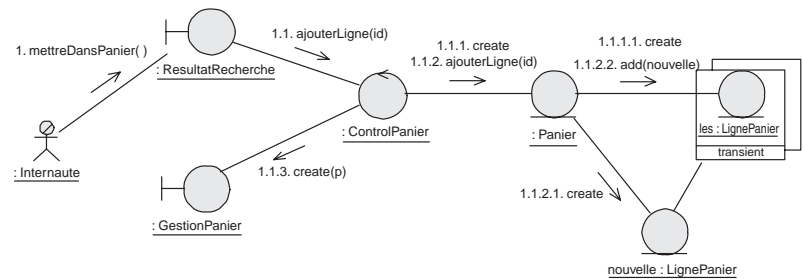 1. mettreDansPanier( )
: ResultatRecherche
1.1. ajouterLigne(id)
1.1.1. create
1.1.2. ajouterLigne(id)
1.1.1.1. create
1.1.2.2. add(nouvelle)
: Internaute
: ControlPanier
: Panier
les : LignePanier
transient
1.1.3. create(p)
: GestionPanier
1.1.2.1. create
nouvelle : LignePanier